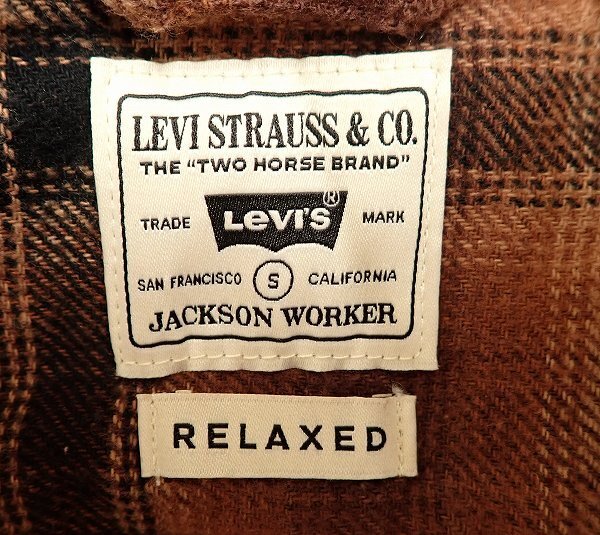 LEVI STRAUSS & CO.
THE "TWO HORSE BRAND"
TRADE LEVI'S® MARK
SAN FRANCISCO S CALIFORNIA
JACKSON WORKER
RELAXED